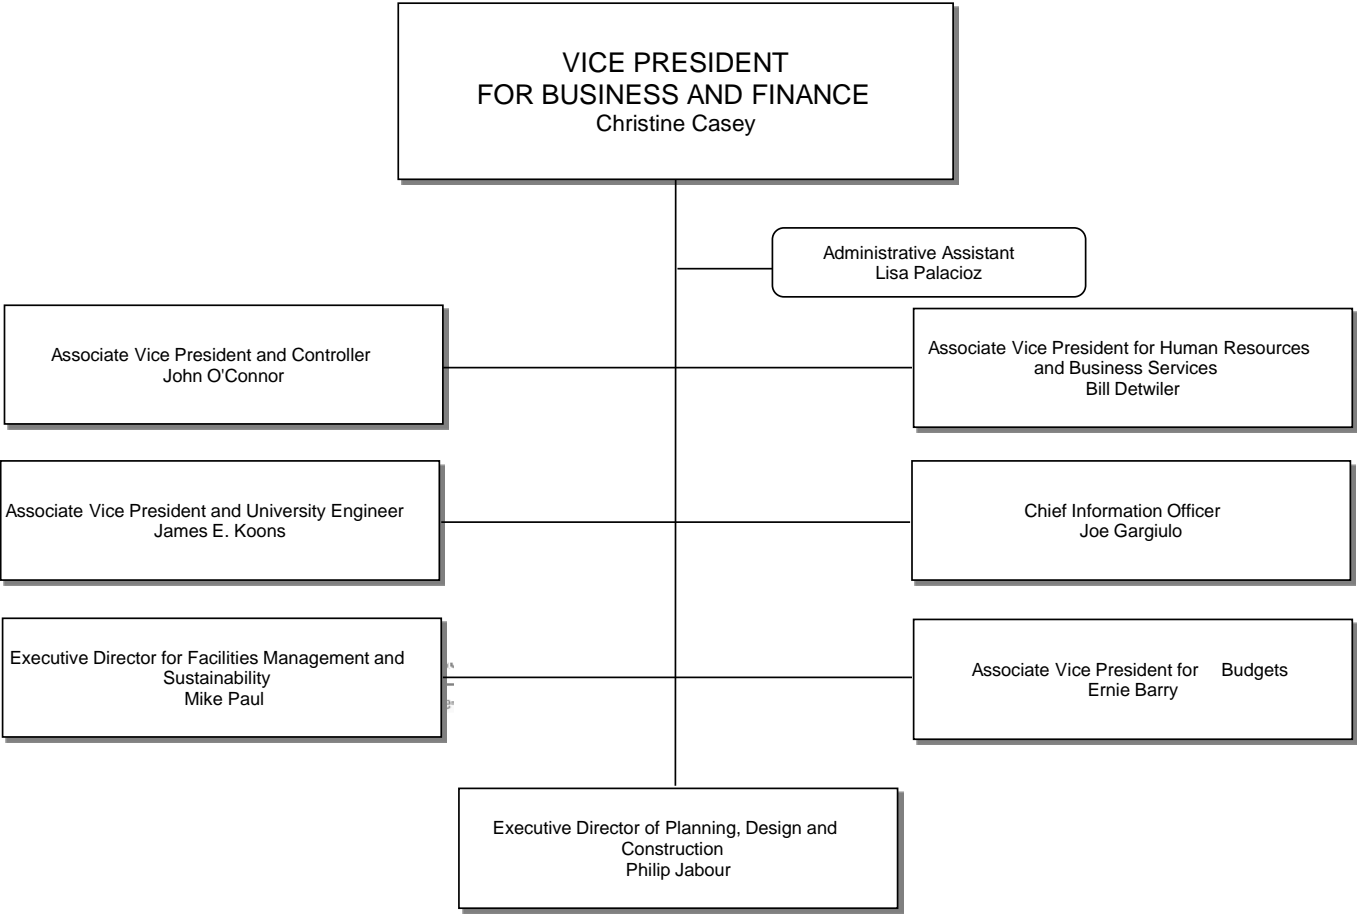 VICE PRESIDENT
FOR BUSINESS AND FINANCE
Christine Casey
Administrative Assistant
Lisa Palacioz
Associate Vice President and Controller
John O'Connor
Associate Vice President for Human Resources
and Business Services
Bill Detwiler
Associate Vice President and University Engineer
James E. Koons
Chief Information Officer
Joe Gargiulo
Executive Director for Facilities Management and
Sustainability
Mike Paul
Associate Vice President for Budgets
Ernie Barry
Executive Director of Planning, Design and
Construction
Philip Jabour